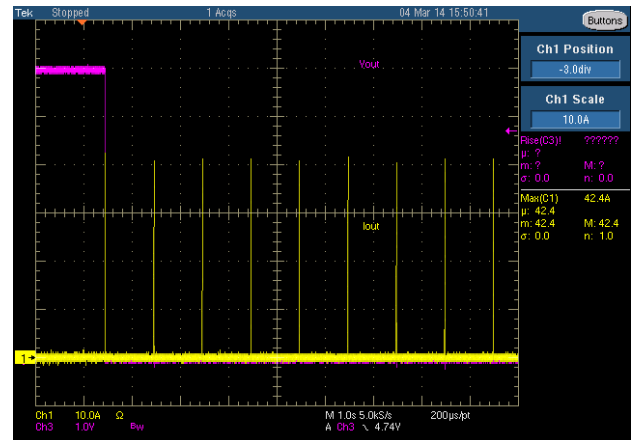 Tek Stopped 1 Acqs 04 Mar 14 15:50:41
Buttons
Ch1 Position
-3.0div
Ch1 Scale
10.0A
Vout
Rise(C3)! ??????
μ: ?
m: ? M: ?
σ: 0.0 n: 0.0
Max(C1) 42.4A
μ: 42.4
m: 42.4 M: 42.4
σ: 0.0 n: 1.0
Iout
1
Ch1 10.0A Ω M 1.0s 5.0kS/s 200μs/pt
Ch3 1.0V Bw A Ch3 \ 4.74V